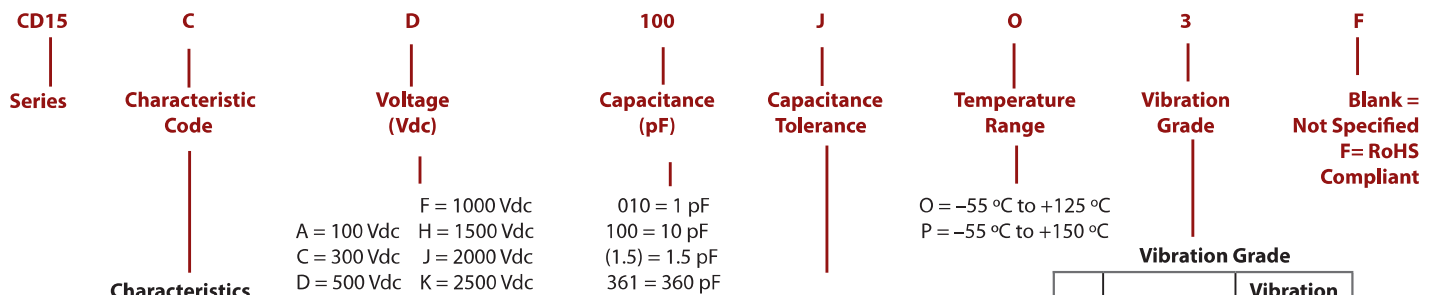 CD15 C D 100 J O 3 F
Series Characteristic Voltage Capacitance Capacitance Temperature Vibration Blank =
Code (Vdc) (pF) Tolerance Range Grade Not Specified
F= RoHS
Compliant
F = 1000 Vdc 010 = 1 pF O = –55 ºC to +125 ºC
A = 100 Vdc H = 1500 Vdc 100 = 10 pF P = –55 ºC to +150 ºC
C = 300 Vdc J = 2000 Vdc (1.5) = 1.5 pF Vibration Grade
D = 500 Vdc K = 2500 Vdc 361 = 360 pF
Characteristics Vibration